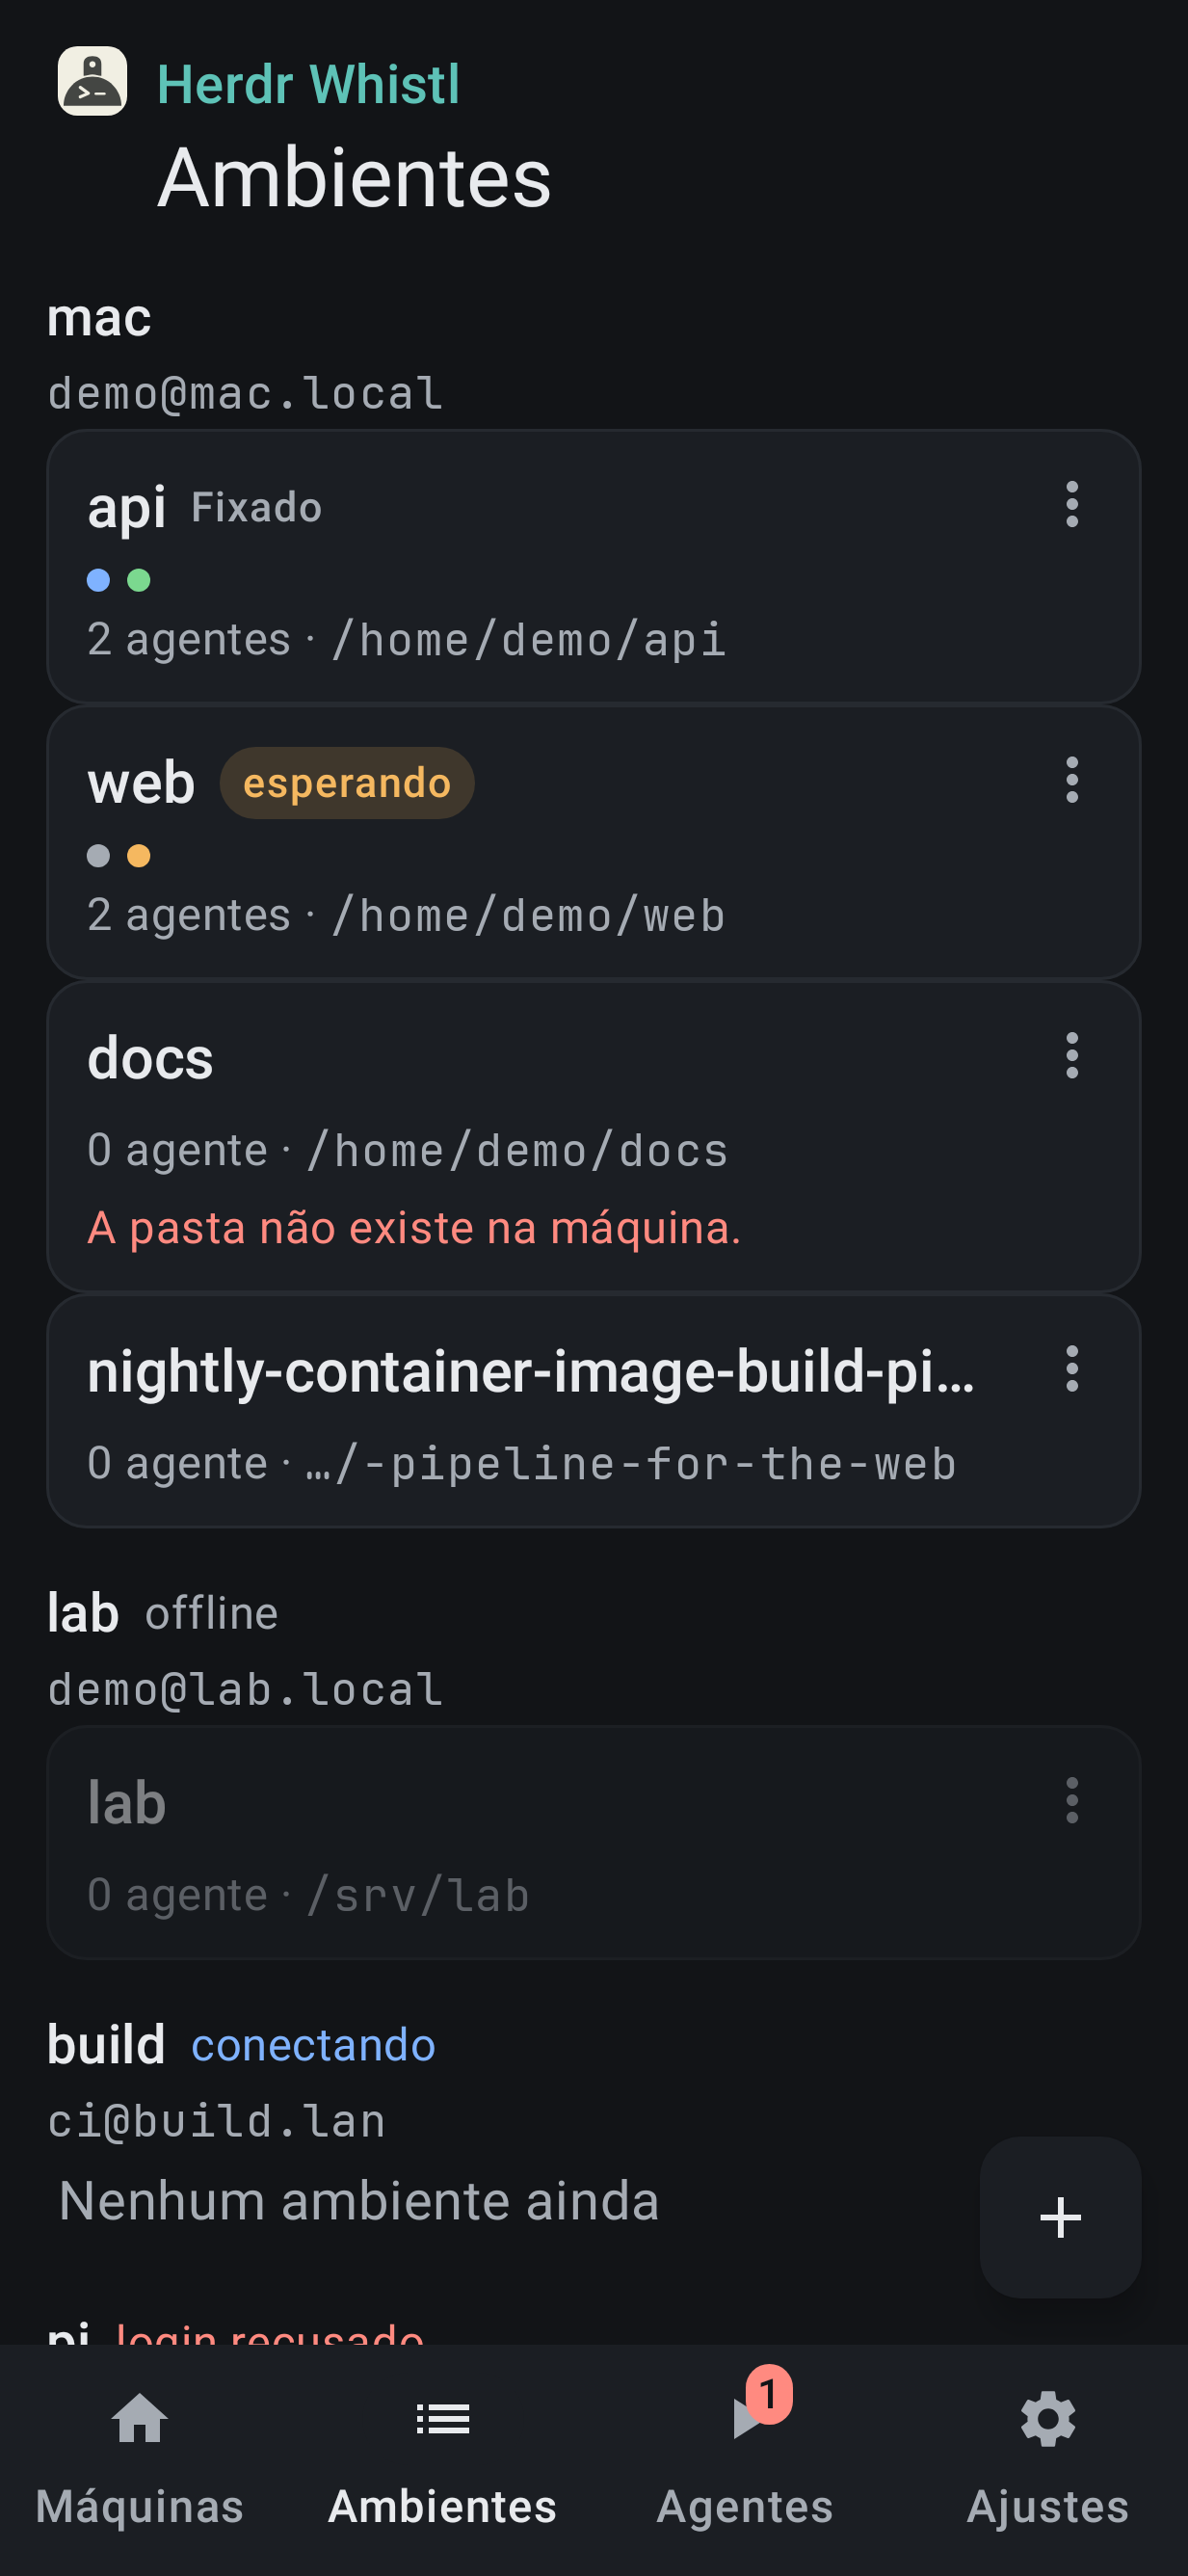 Herdr Whistl
Ambientes
mac
demo@mac.local
api Fixado
2 agentes · /home/demo/api
web esperando
2 agentes · /home/demo/web
docs
0 agente · /home/demo/docs
A pasta não existe na máquina.
nightly-container-image-build-pi…
0 agente · …/-pipeline-for-the-web
lab offline
demo@lab.local
lab
0 agente · /srv/lab
build conectando
ci@build.lan
Nenhum ambiente ainda
pi login recusado
1
Máquinas Ambientes Agentes Ajustes